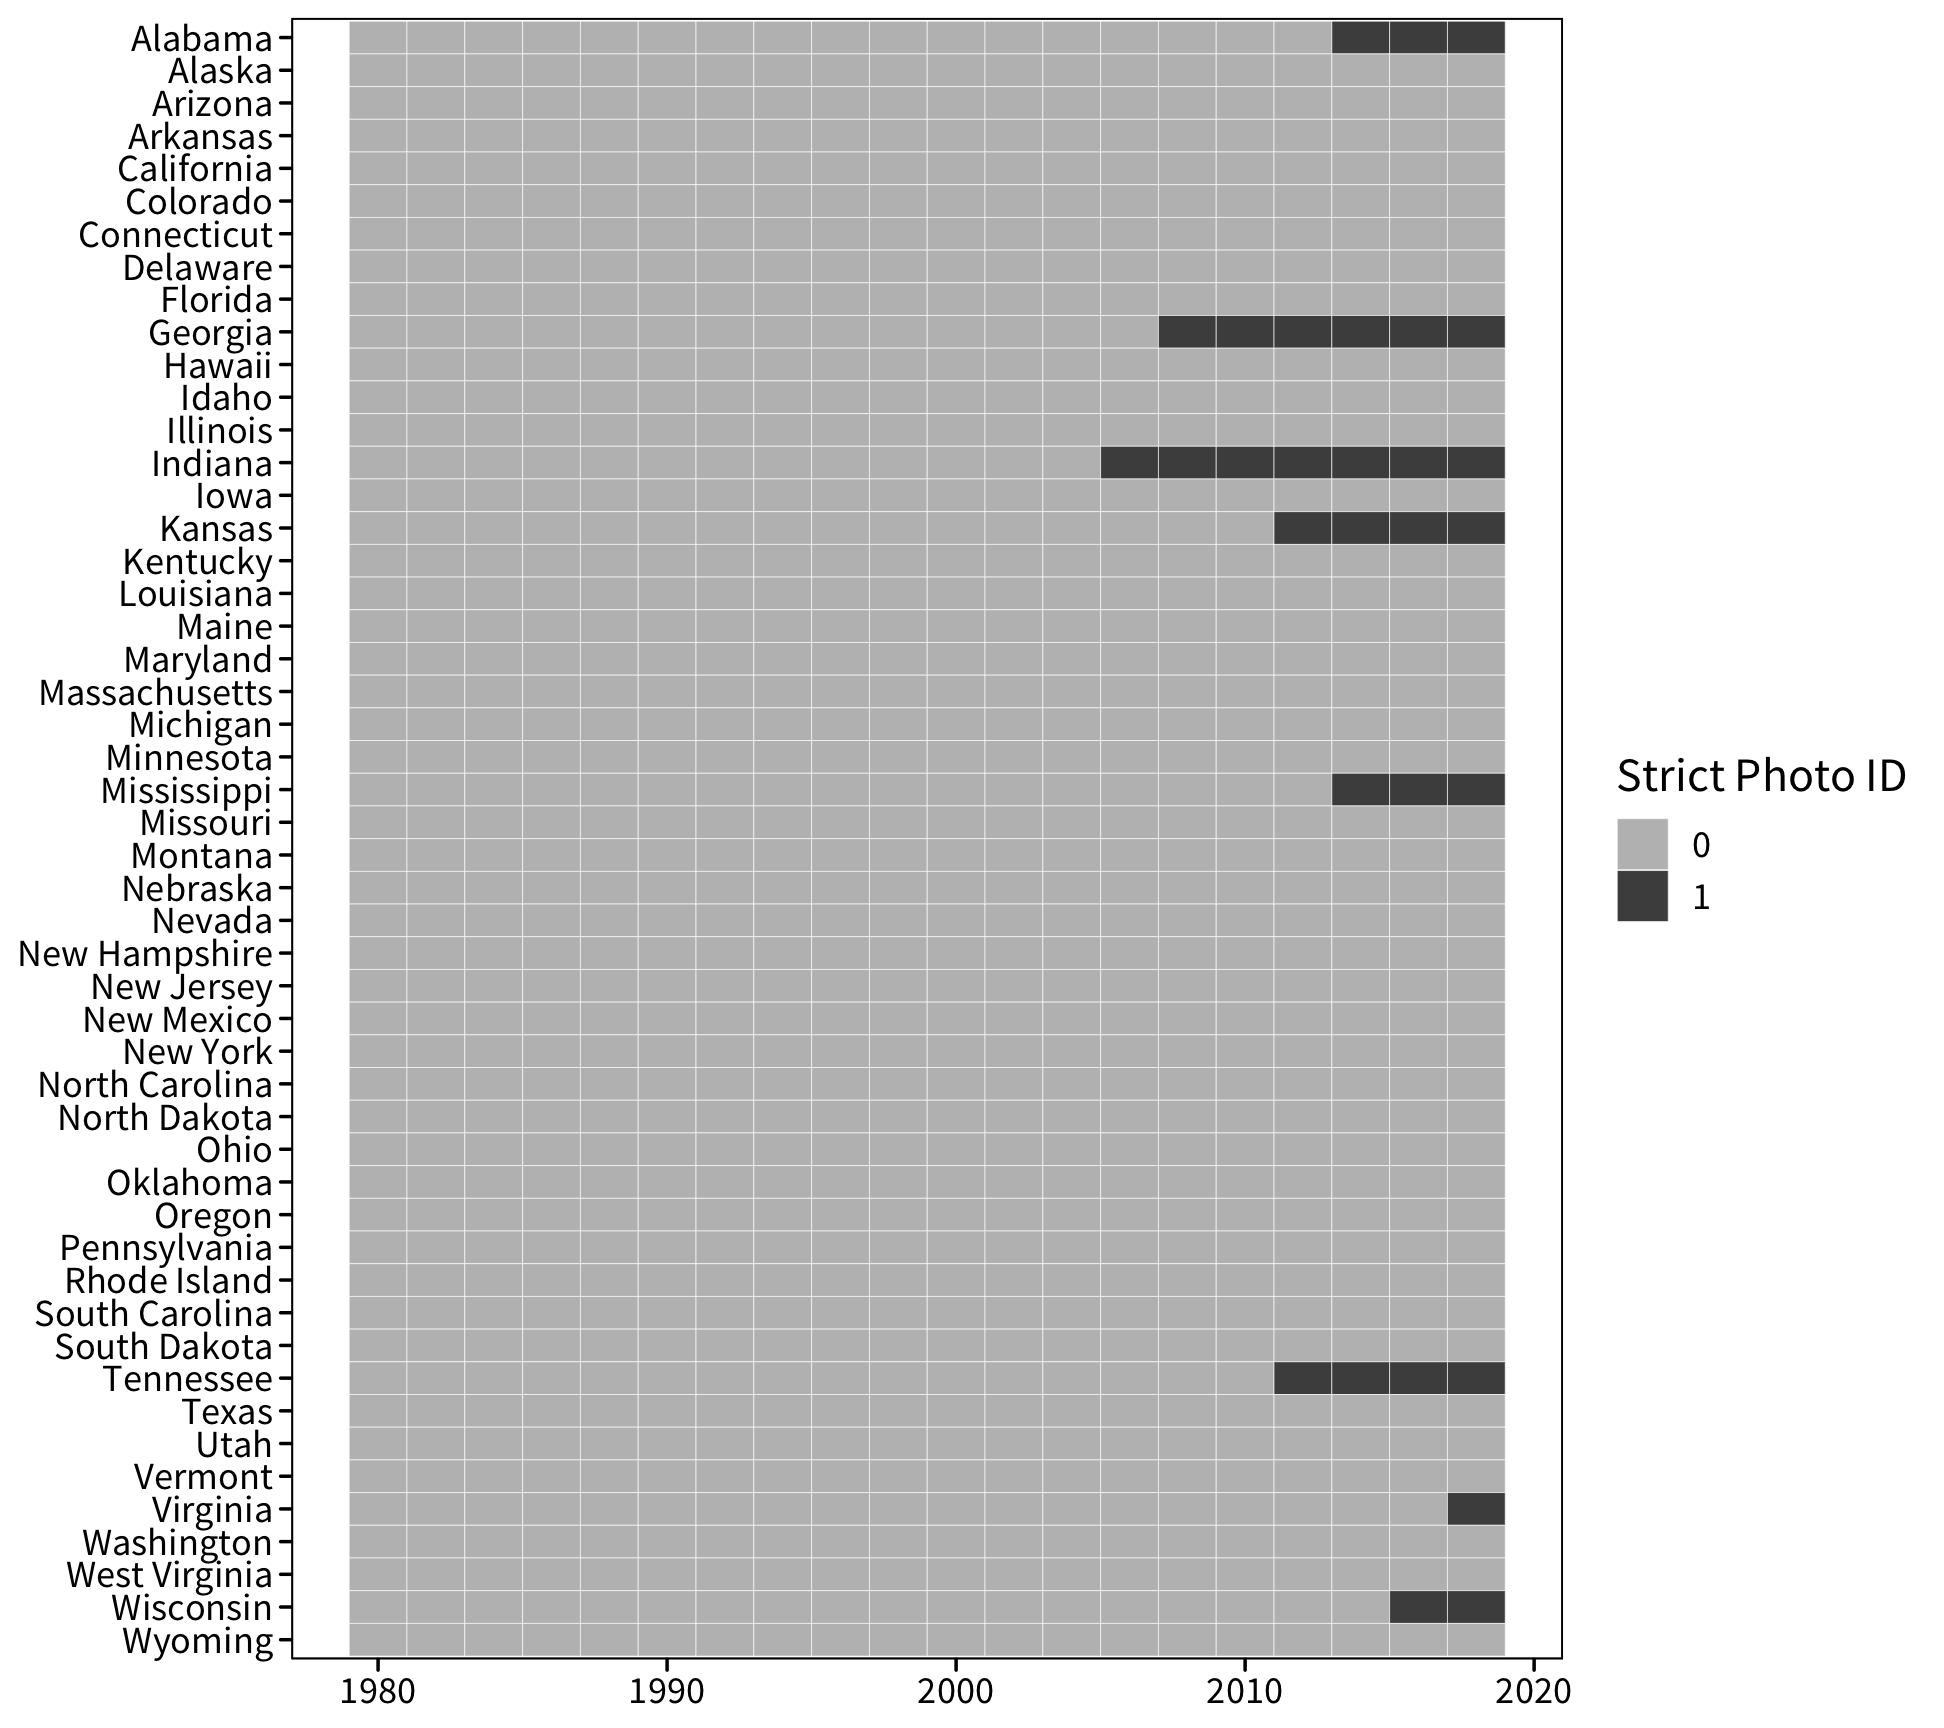 Alabama
Alaska
Arizona
Arkansas
California
Colorado
Connecticut
Delaware
Florida
Georgia
Hawaii
Idaho
Illinois
Indiana
Iowa
Kansas
Kentucky
Louisiana
Maine
Maryland
Massachusetts
Michigan
Minnesota
Mississippi
Missouri
Montana
Nebraska
Nevada
New Hampshire
New Jersey
New Mexico
New York
North Carolina
North Dakota
Ohio
Oklahoma
Oregon
Pennsylvania
Rhode Island
South Carolina
South Dakota
Tennessee
Texas
Utah
Vermont
Virginia
Washington
West Virginia
Wisconsin
Wyoming
1980 1990 2000 2010 2020
Strict Photo ID
0
1